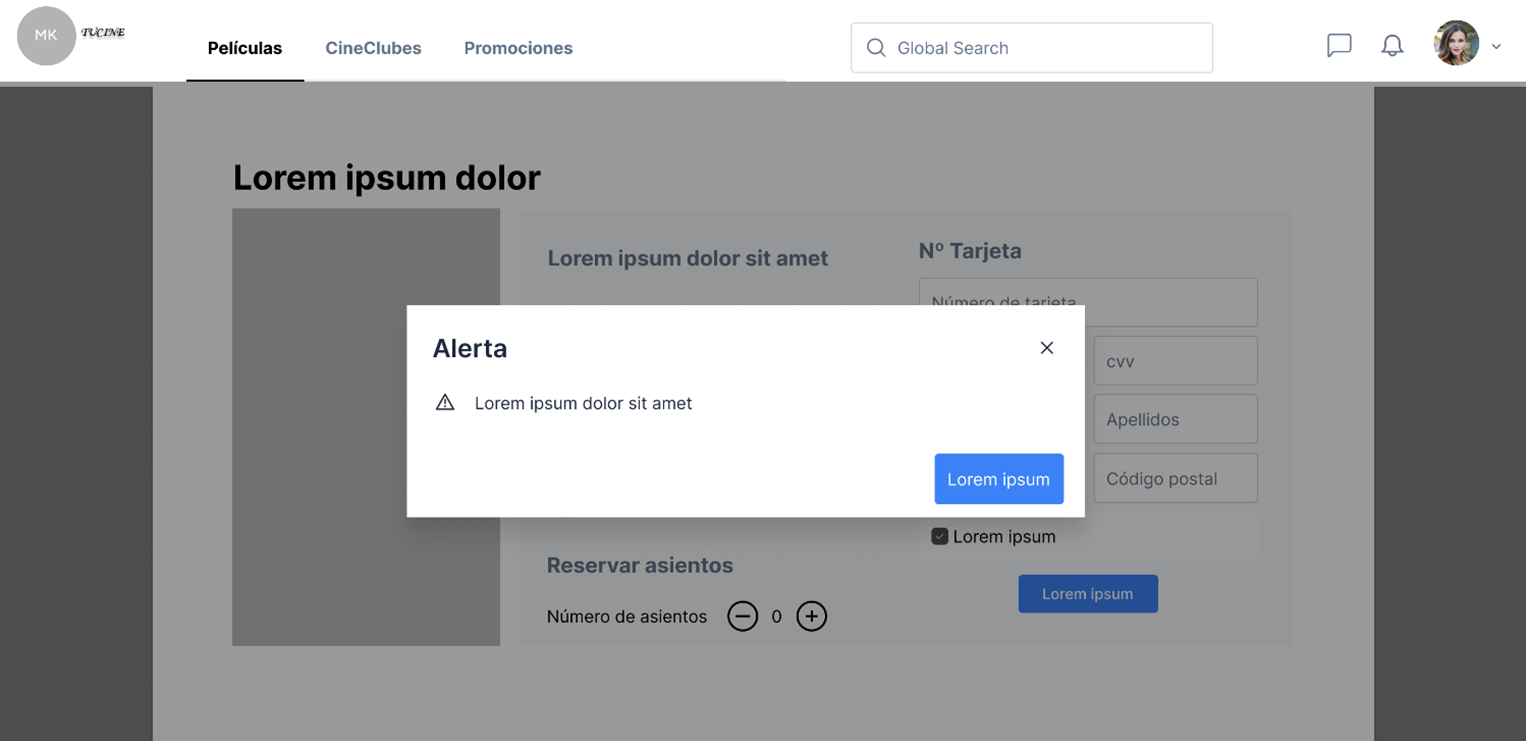 MK
TUCINE
Películas
CineClubes
Promociones
Global Search
Lorem ipsum dolor
Lorem ipsum dolor sit amet
Nº Tarjeta
Número de tarjeta
cvv
Apellidos
Código postal
Alerta
Lorem ipsum dolor sit amet
Lorem ipsum
Lorem ipsum
Lorem ipsum
Reservar asientos
Número de asientos 0